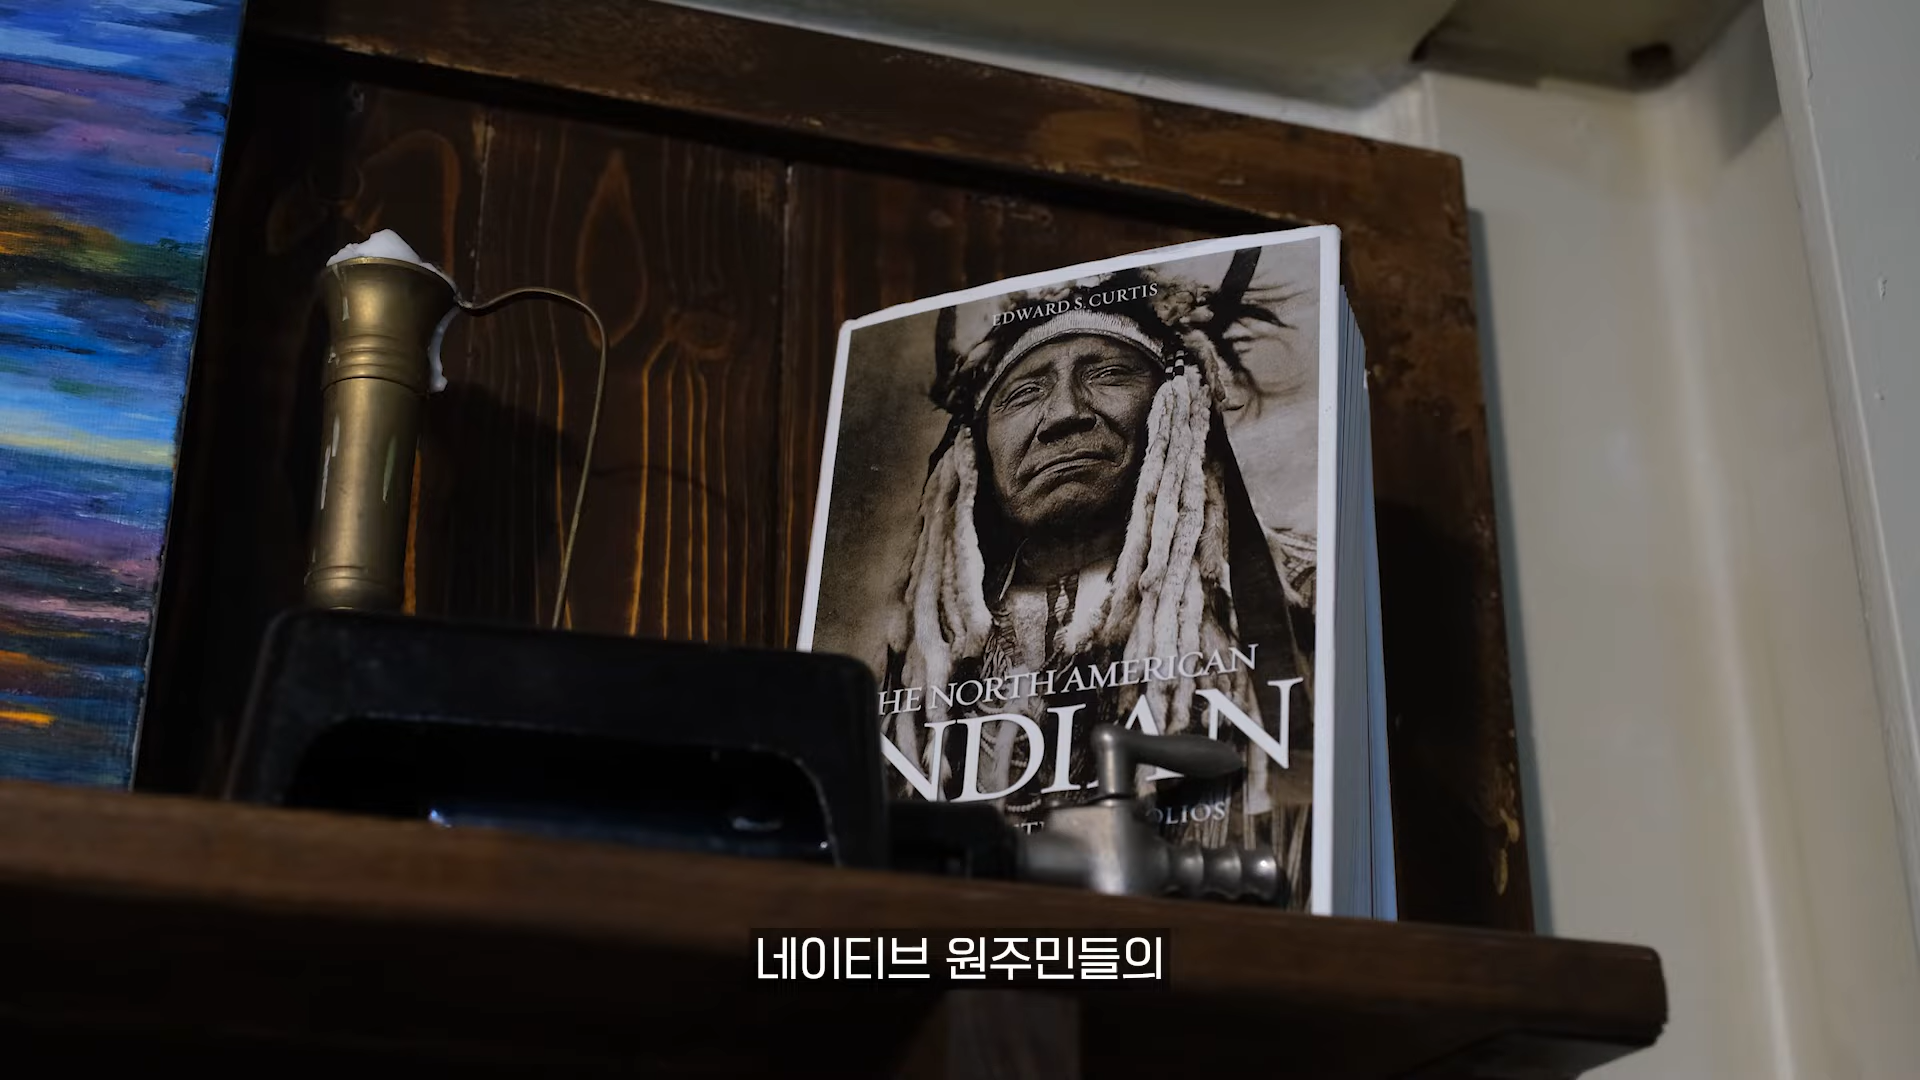 EDWARD S. CURTIS
HE NORTH AMERICAN
NDIAN
OLIOS
네이티브 원주민들의